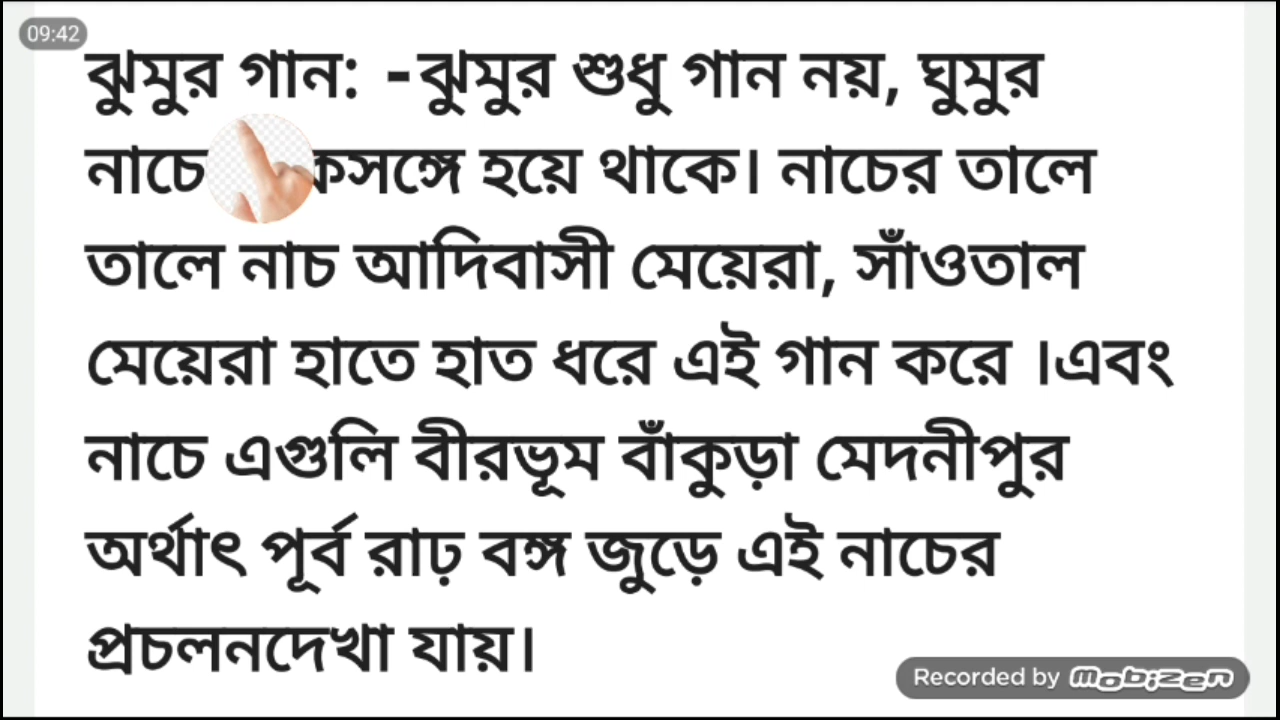 09:42
ঝুমুর গান: -ঝুমুর শুধু গান নয়, ঘুমুর
নাচে হয়ে থাকে। নাচের তালে
তালে নাচ আদিবাসী মেয়েরা, সাঁওতাল
মেয়েরা হাতে হাত ধরে এই গান করে ।এবং
নাচে এগুলি বীরভূম বাঁকুড়া মেদনীপুর
অর্থাৎ পূর্ব রাঢ় বঙ্গ জুড়ে এই নাচের
প্রচলনদেখা যায়।
Recorded by Mobizen